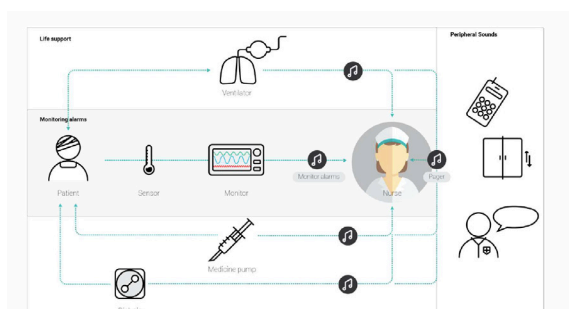 Life support
Peripheral Sounds
Ventilator
Monitoring alarms
Patient
Sensor
Monitor
Monitor alarms
Nurse
Pager
Medicine pump